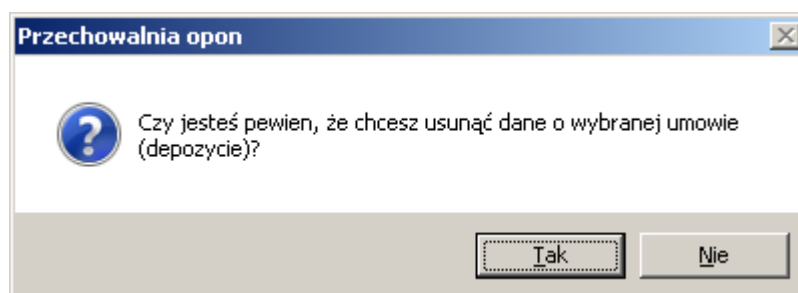 Przechowalnia opon
Czy jesteś pewien, że chcesz usunąć dane o wybranej umowie
(depozycie)?
Tak
Nie